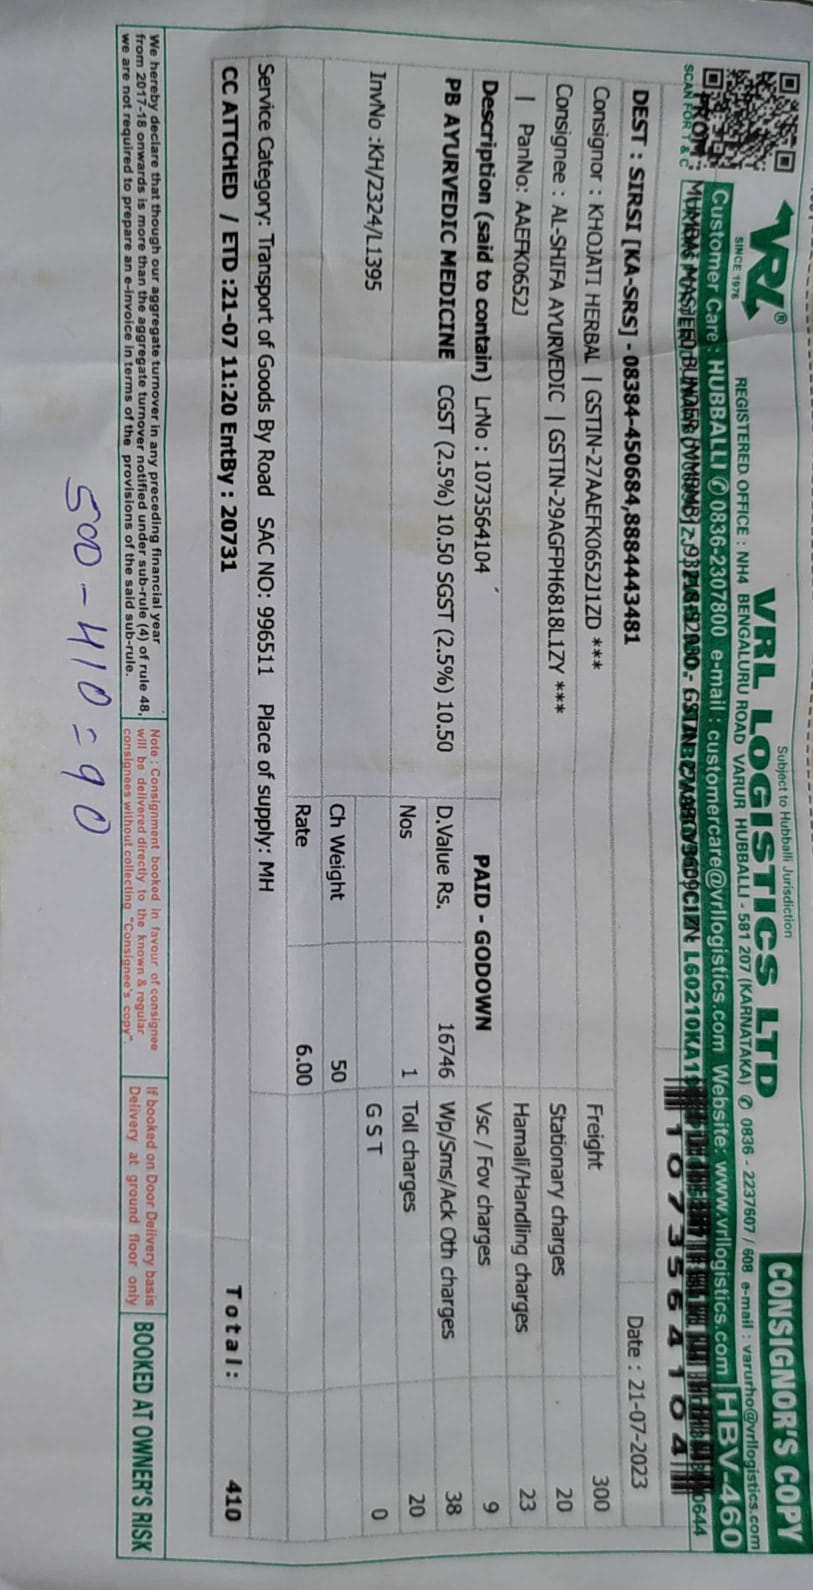 Subject to Hubballi Jurisdiction
CONSIGNOR'S COPY
VRL®
SINCE 1976
VRL LOGISTICS LTD
REGISTERED OFFICE : NH4 BENGALURU ROAD VARUR HUBBALLI - 581 207 (KARNATAKA) ✆ 0836 - 2237607 / 608 e-mail : varurho@vrllogistics.com
Customer Care : HUBBALLI ✆ 0836-2307800 e-mail : customercare@vrllogistics.com Website: www.vrllogistics.com HBV-460
SCAN FOR T & C
FROM :
1073564104
DEST : SIRSI [KA-SRS] - 08384-450684,8884443481
Date : 21-07-2023
Consignor : KHOJATI HERBAL | GSTIN-27AAEFK0652J1ZD ***
Freight 300
Consignee : AL-SHIFA AYURVEDIC | GSTIN-29AGFPH6818L1ZY ***
Stationary charges 20
| PanNo: AAEFK0652J
Hamali/Handling charges 23
Description (said to contain) LrNo : 1073564104
PAID - GODOWN
Vsc / Fov charges 9
PB AYURVEDIC MEDICINE CGST (2.5%) 10.50 SGST (2.5%) 10.50
D.Value Rs. 16746
Wp/Sms/Ack Oth charges 38
Nos 1
Toll charges 20
InvNo :KH/2324/L1395
G S T 0
Ch Weight 50
Rate 6.00
Service Category: Transport of Goods By Road SAC NO: 996511 Place of supply: MH
CC ATTCHED / ETD :21-07 11:20 EntBy : 20731
Total: 410
We hereby declare that though our aggregate turnover in any preceding financial year
from 2017-18 onwards is more than the aggregate turnover notified under sub-rule (4) of rule 48,
we are not required to prepare an e-invoice in terms of the provisions of the said sub-rule.
Note : Consignment booked in favour of consignee
will be delivered directly to the known & regular
consignees without collecting "Consignee's copy".
If booked on Door Delivery basis
Delivery at ground floor only
BOOKED AT OWNER'S RISK
500 - 410 = 90